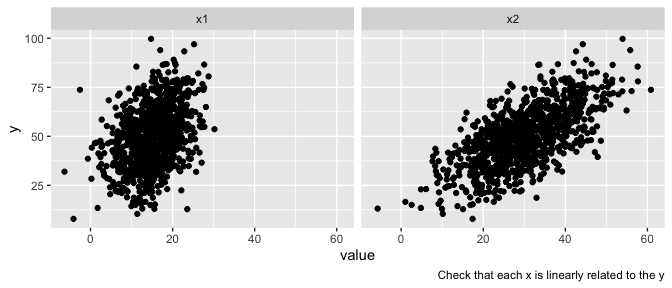 x1 x2
100
75
50
25
y
0 20 40 60 0 20 40 60
value
Check that each x is linearly related to the y